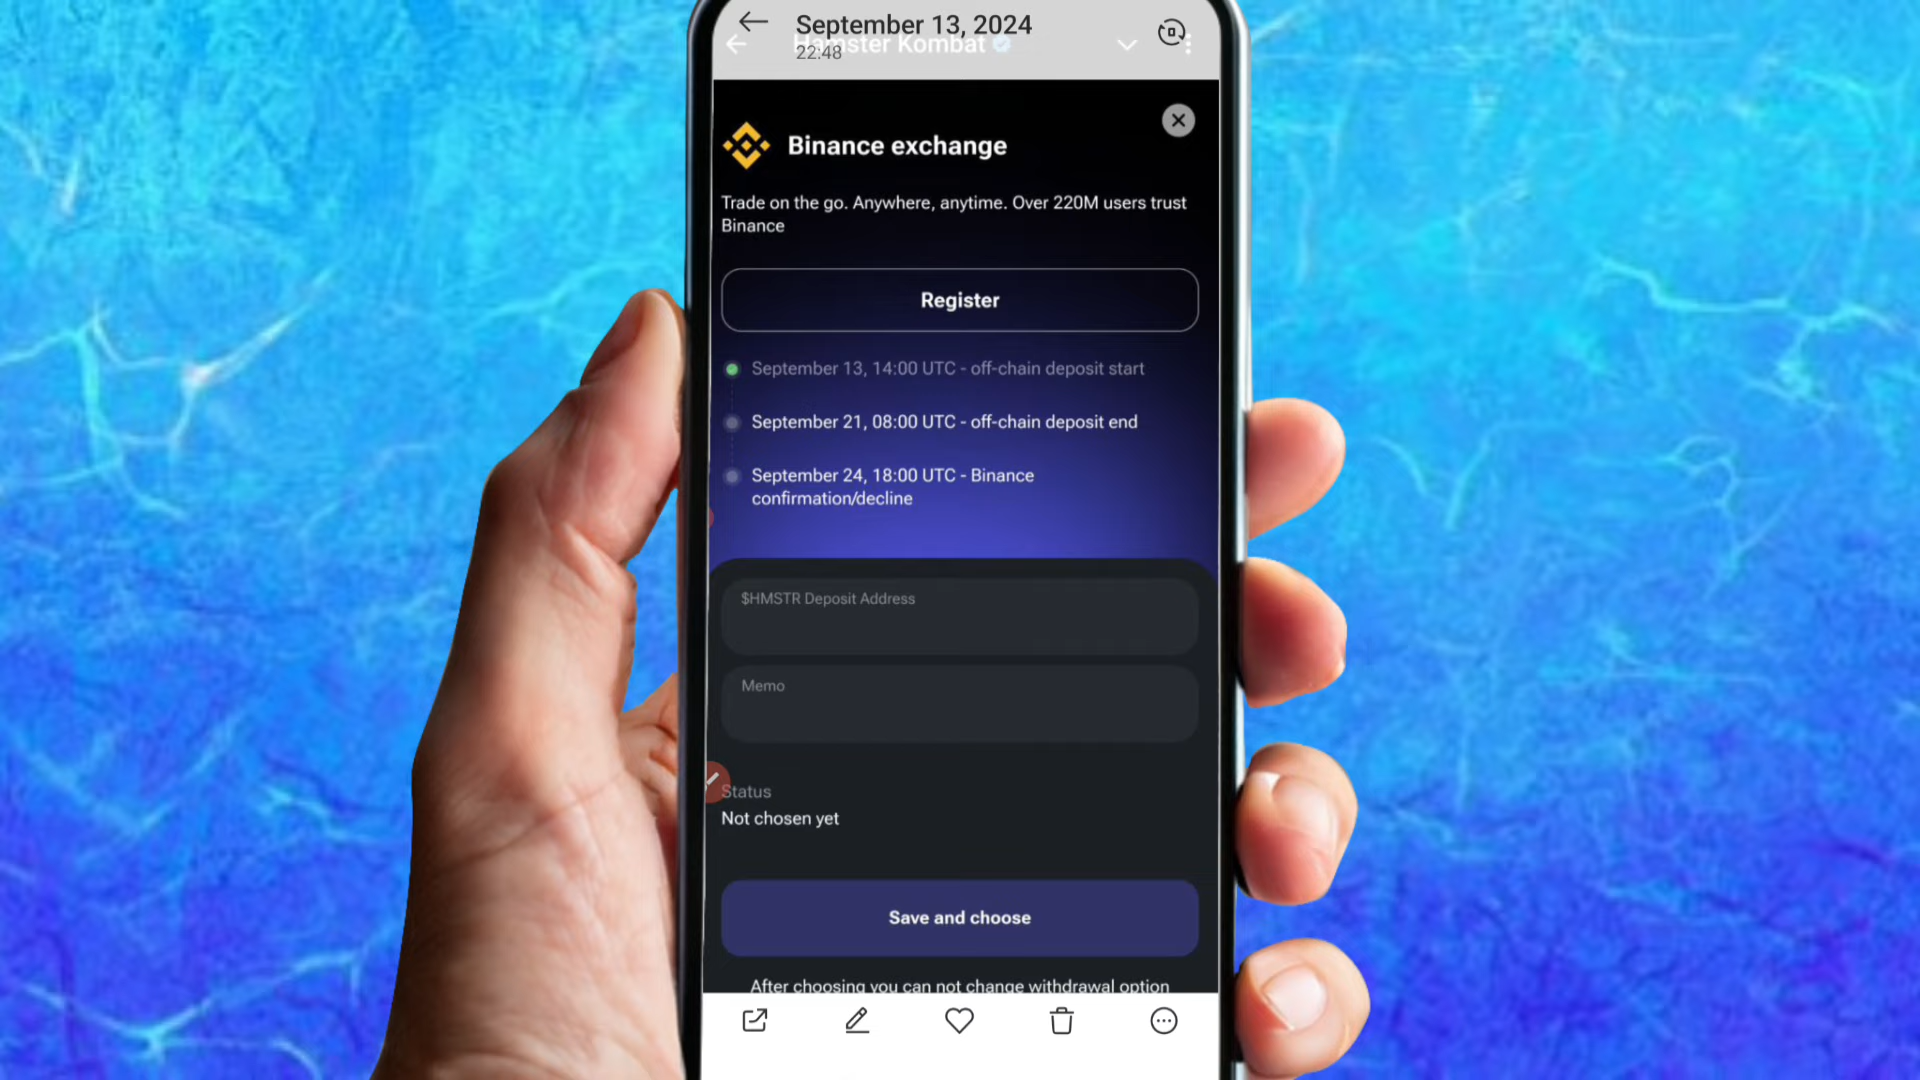 September 13, 2024
22:48
Hamster Kombat
Binance exchange
Trade on the go. Anywhere, anytime. Over 220M users trust
Binance
Register
September 13, 14:00 UTC - off-chain deposit start
September 21, 08:00 UTC - off-chain deposit end
September 24, 18:00 UTC - Binance
confirmation/decline
$HMSTR Deposit Address
Memo
Status
Not chosen yet
Save and choose
After choosing you can not change withdrawal option